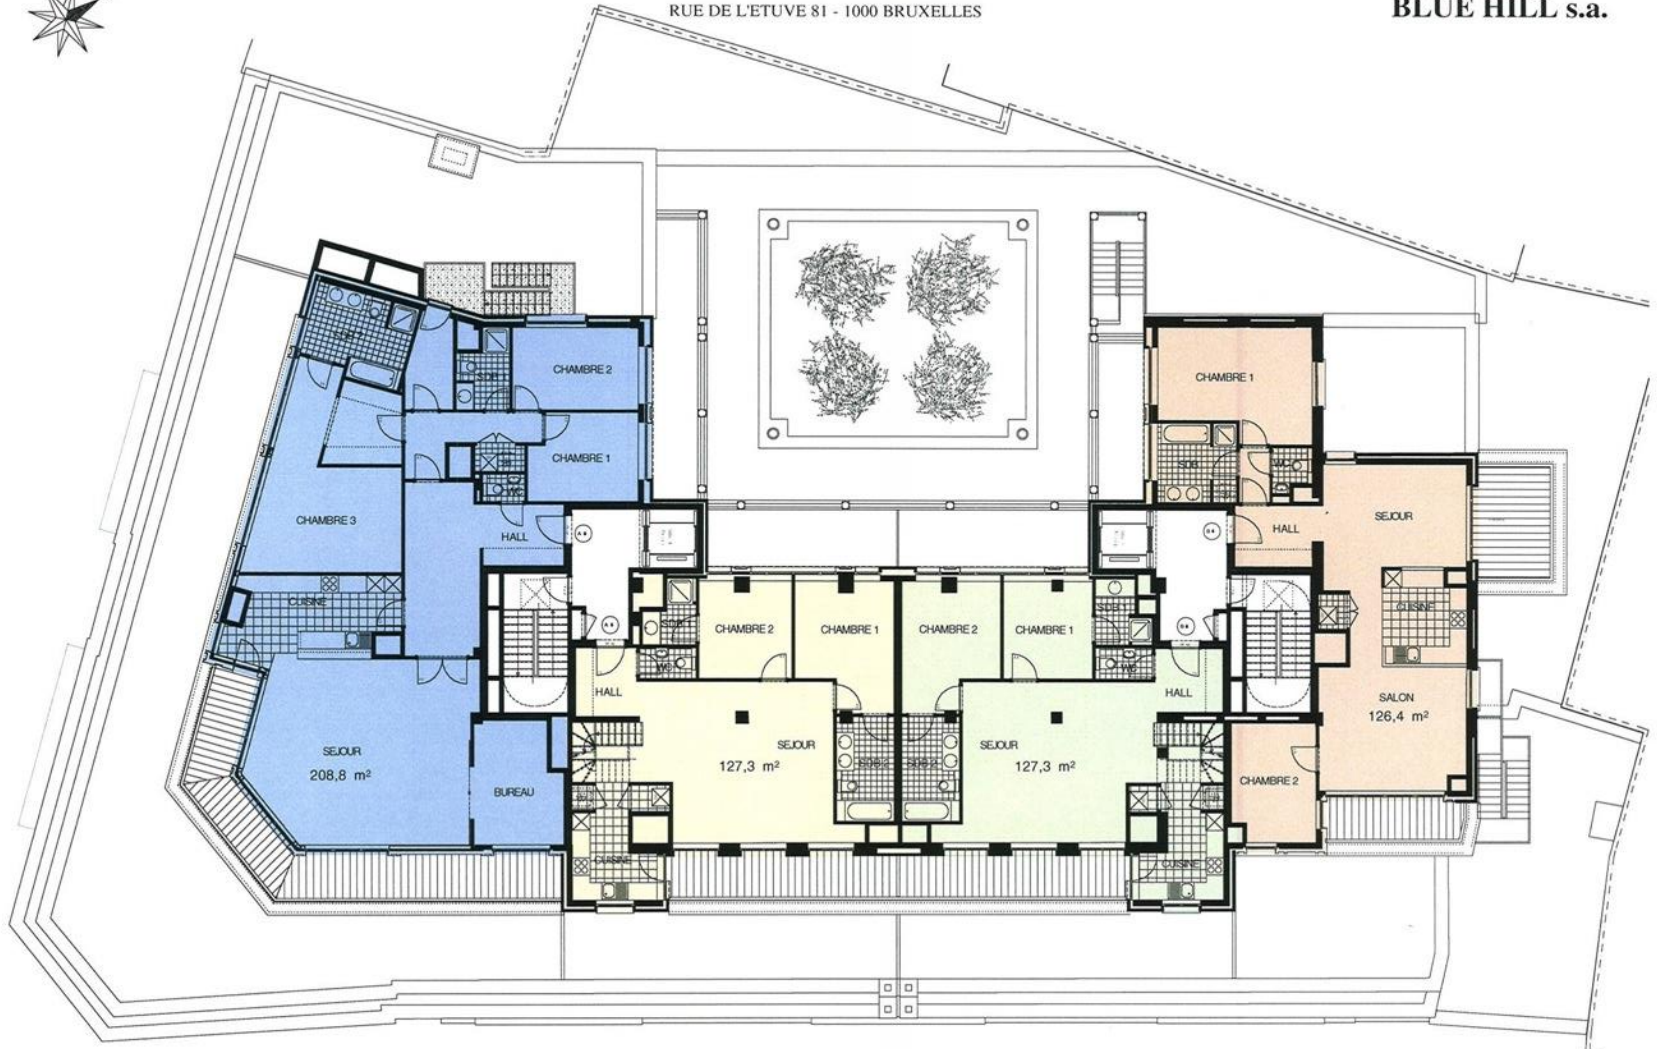 RUE DE L'ETUVE 81 - 1000 BRUXELLES
BLUE HILL s.a.
CHAMBRE 2
SDB
CHAMBRE 1
WC
CHAMBRE 3
HALL
CUISINE
SEJOUR
208,8 m²
BUREAU
SDB
CHAMBRE 2
CHAMBRE 1
WC
HALL
SEJOUR
127,3 m²
SDB 2
CUISINE
CHAMBRE 2
CHAMBRE 1
SDB
WC
HALL
SEJOUR
127,3 m²
SDB 2
CUISINE
CHAMBRE 1
SDB
WC
HALL
SEJOUR
CUISINE
SALON
126,4 m²
CHAMBRE 2